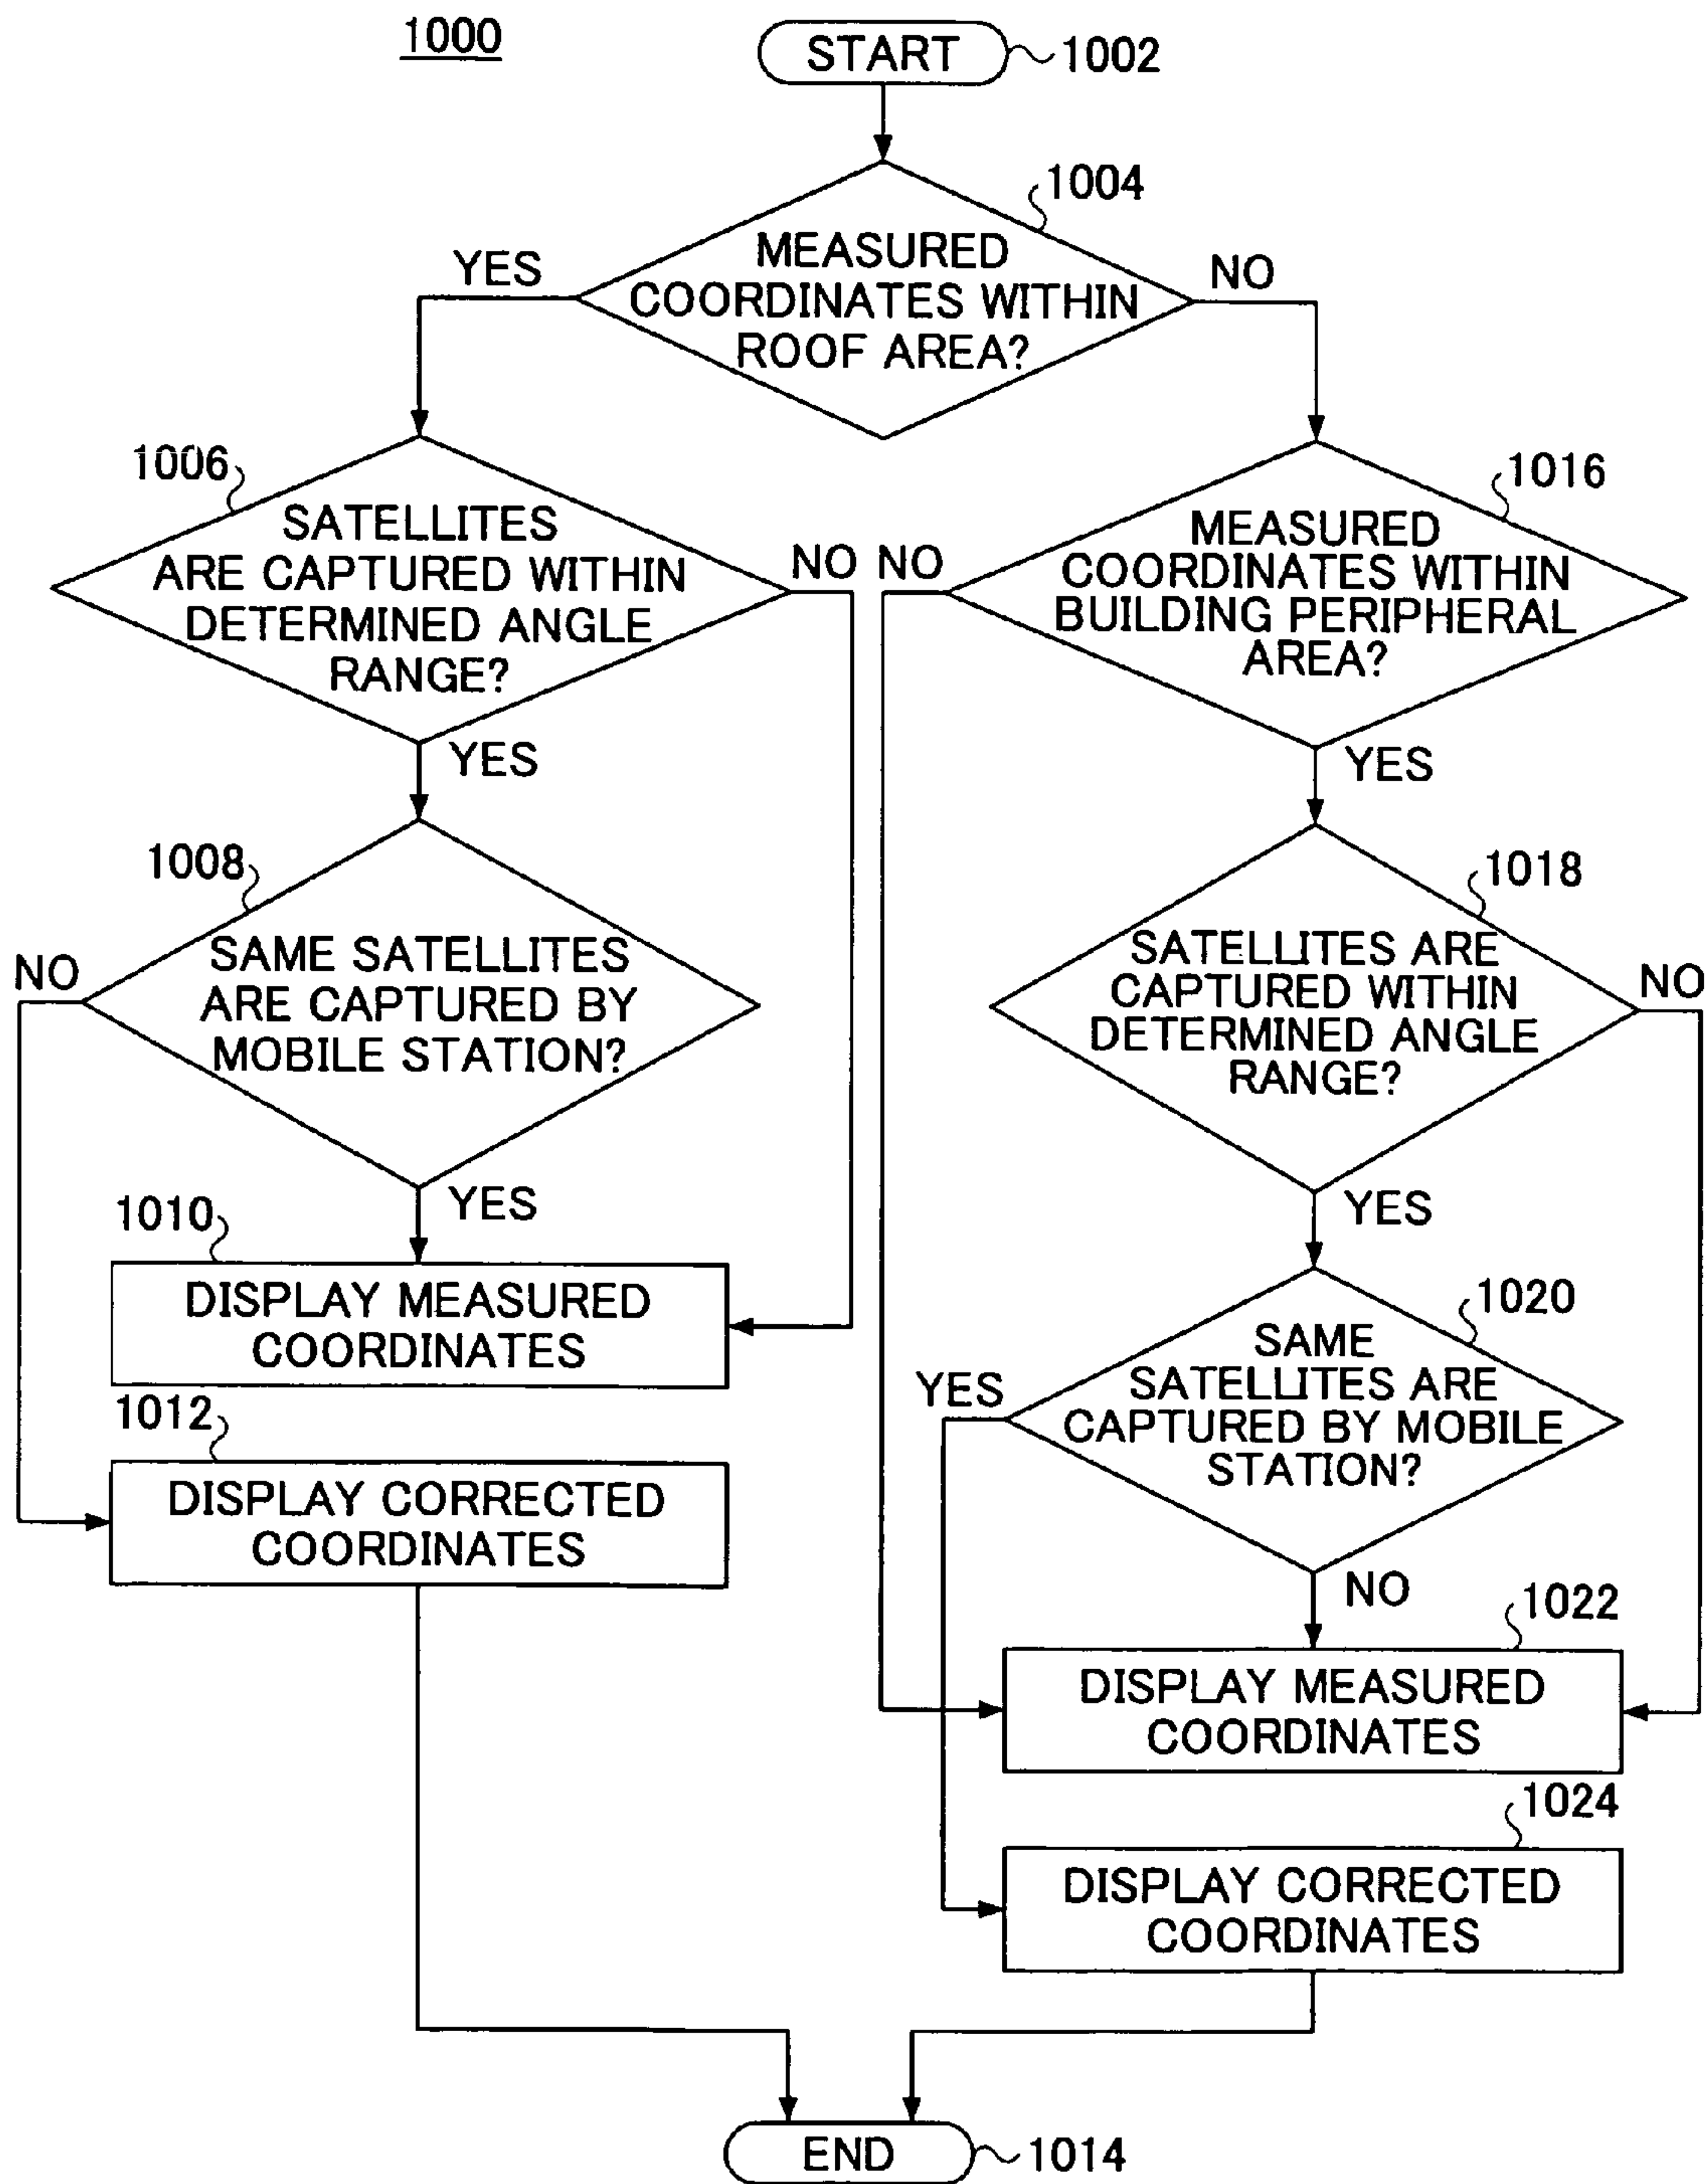 1000
START
1002
1004
MEASURED
COORDINATES WITHIN
ROOF AREA?
YES
NO
1006
SATELLITES
ARE CAPTURED WITHIN
DETERMINED ANGLE
RANGE?
NO
YES
1008
SAME SATELLITES
ARE CAPTURED BY
MOBILE STATION?
NO
YES
1010
DISPLAY MEASURED
COORDINATES
1012
DISPLAY CORRECTED
COORDINATES
1016
MEASURED
COORDINATES WITHIN
BUILDING PERIPHERAL
AREA?
NO
YES
1018
SATELLITES ARE
CAPTURED WITHIN
DETERMINED ANGLE
RANGE?
NO
YES
1020
SAME
SATELLITES ARE
CAPTURED BY MOBILE
STATION?
YES
NO
1022
DISPLAY MEASURED
COORDINATES
1024
DISPLAY CORRECTED
COORDINATES
END
1014